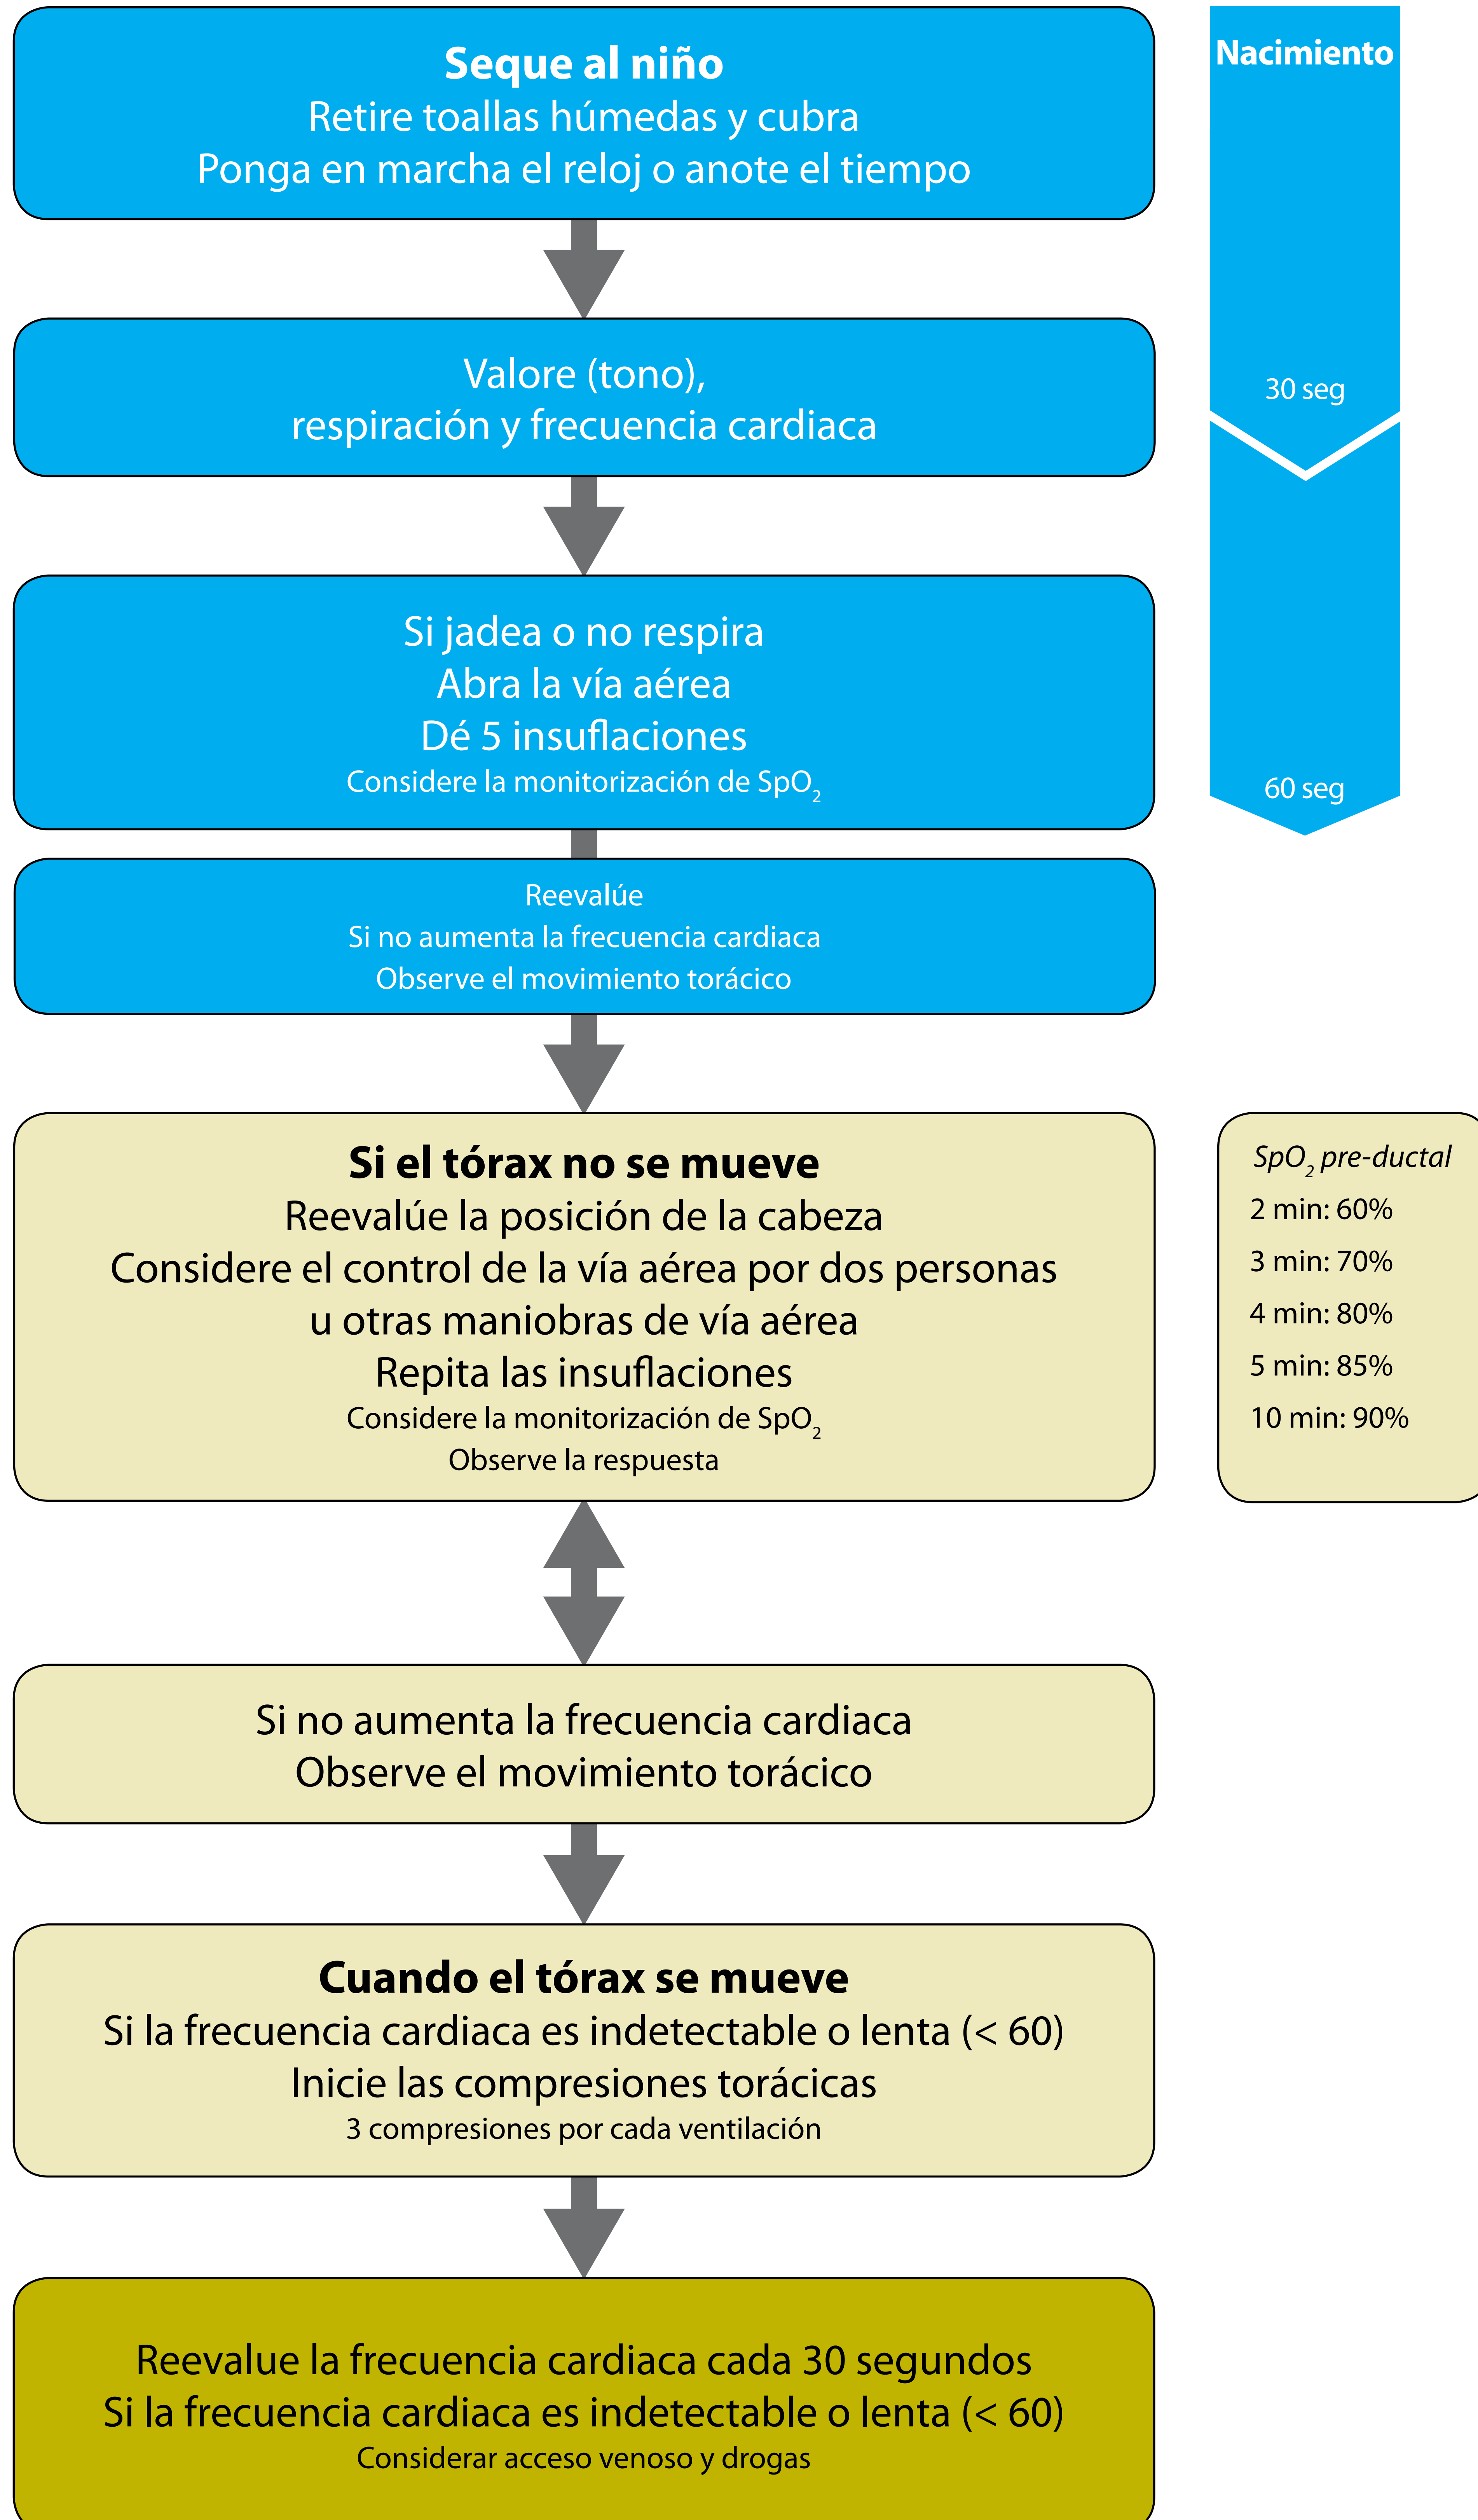 Seque al niño
Retire toallas húmedas y cubra
Ponga en marcha el reloj o anote el tiempo
Nacimiento
Valore (tono),
respiración y frecuencia cardiaca
30 seg
Si jadea o no respira
Abra la vía aérea
Dé 5 insuflaciones
Considere la monitorización de SpO₂
60 seg
Reevalúe
Si no aumenta la frecuencia cardiaca
Observe el movimiento torácico
Si el tórax no se mueve
Reevalúe la posición de la cabeza
Considere el control de la vía aérea por dos personas
u otras maniobras de vía aérea
Repita las insuflaciones
Considere la monitorización de SpO₂
Observe la respuesta
SpO₂ pre-ductal
2 min: 60%
3 min: 70%
4 min: 80%
5 min: 85%
10 min: 90%
Si no aumenta la frecuencia cardiaca
Observe el movimiento torácico
Cuando el tórax se mueve
Si la frecuencia cardiaca es indetectable o lenta (< 60)
Inicie las compresiones torácicas
3 compresiones por cada ventilación
Reevalue la frecuencia cardiaca cada 30 segundos
Si la frecuencia cardiaca es indetectable o lenta (< 60)
Considerar acceso venoso y drogas